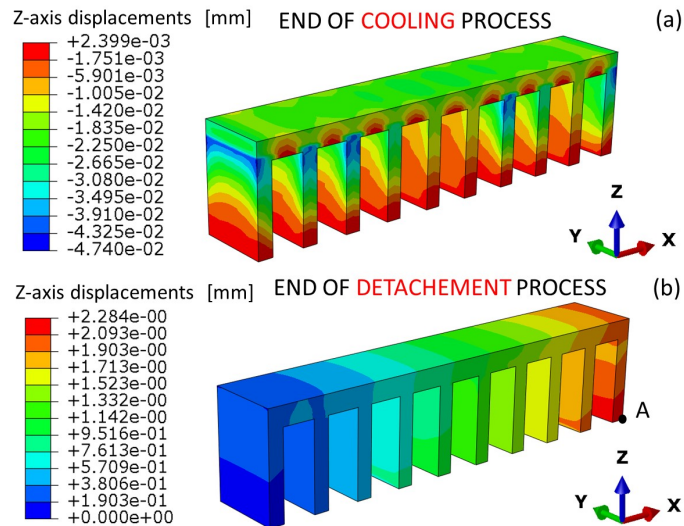 Z-axis displacements [mm] END OF COOLING PROCESS (a)
+2.399e-03
-1.751e-03
-5.901e-03
-1.005e-02
-1.420e-02
-1.835e-02
-2.250e-02
-2.665e-02
-3.080e-02
-3.495e-02
-3.910e-02
-4.325e-02
-4.740e-02
Z
Y X
Z-axis displacements [mm] END OF DETACHEMENT PROCESS (b)
+2.284e-00
+2.093e-00
+1.903e-00
+1.713e-00
+1.523e-00
+1.332e-00
+1.142e-00
+9.516e-01
+7.613e-01
+5.709e-01
+3.806e-01
+1.903e-01
+0.000e+00
A
Z
Y X